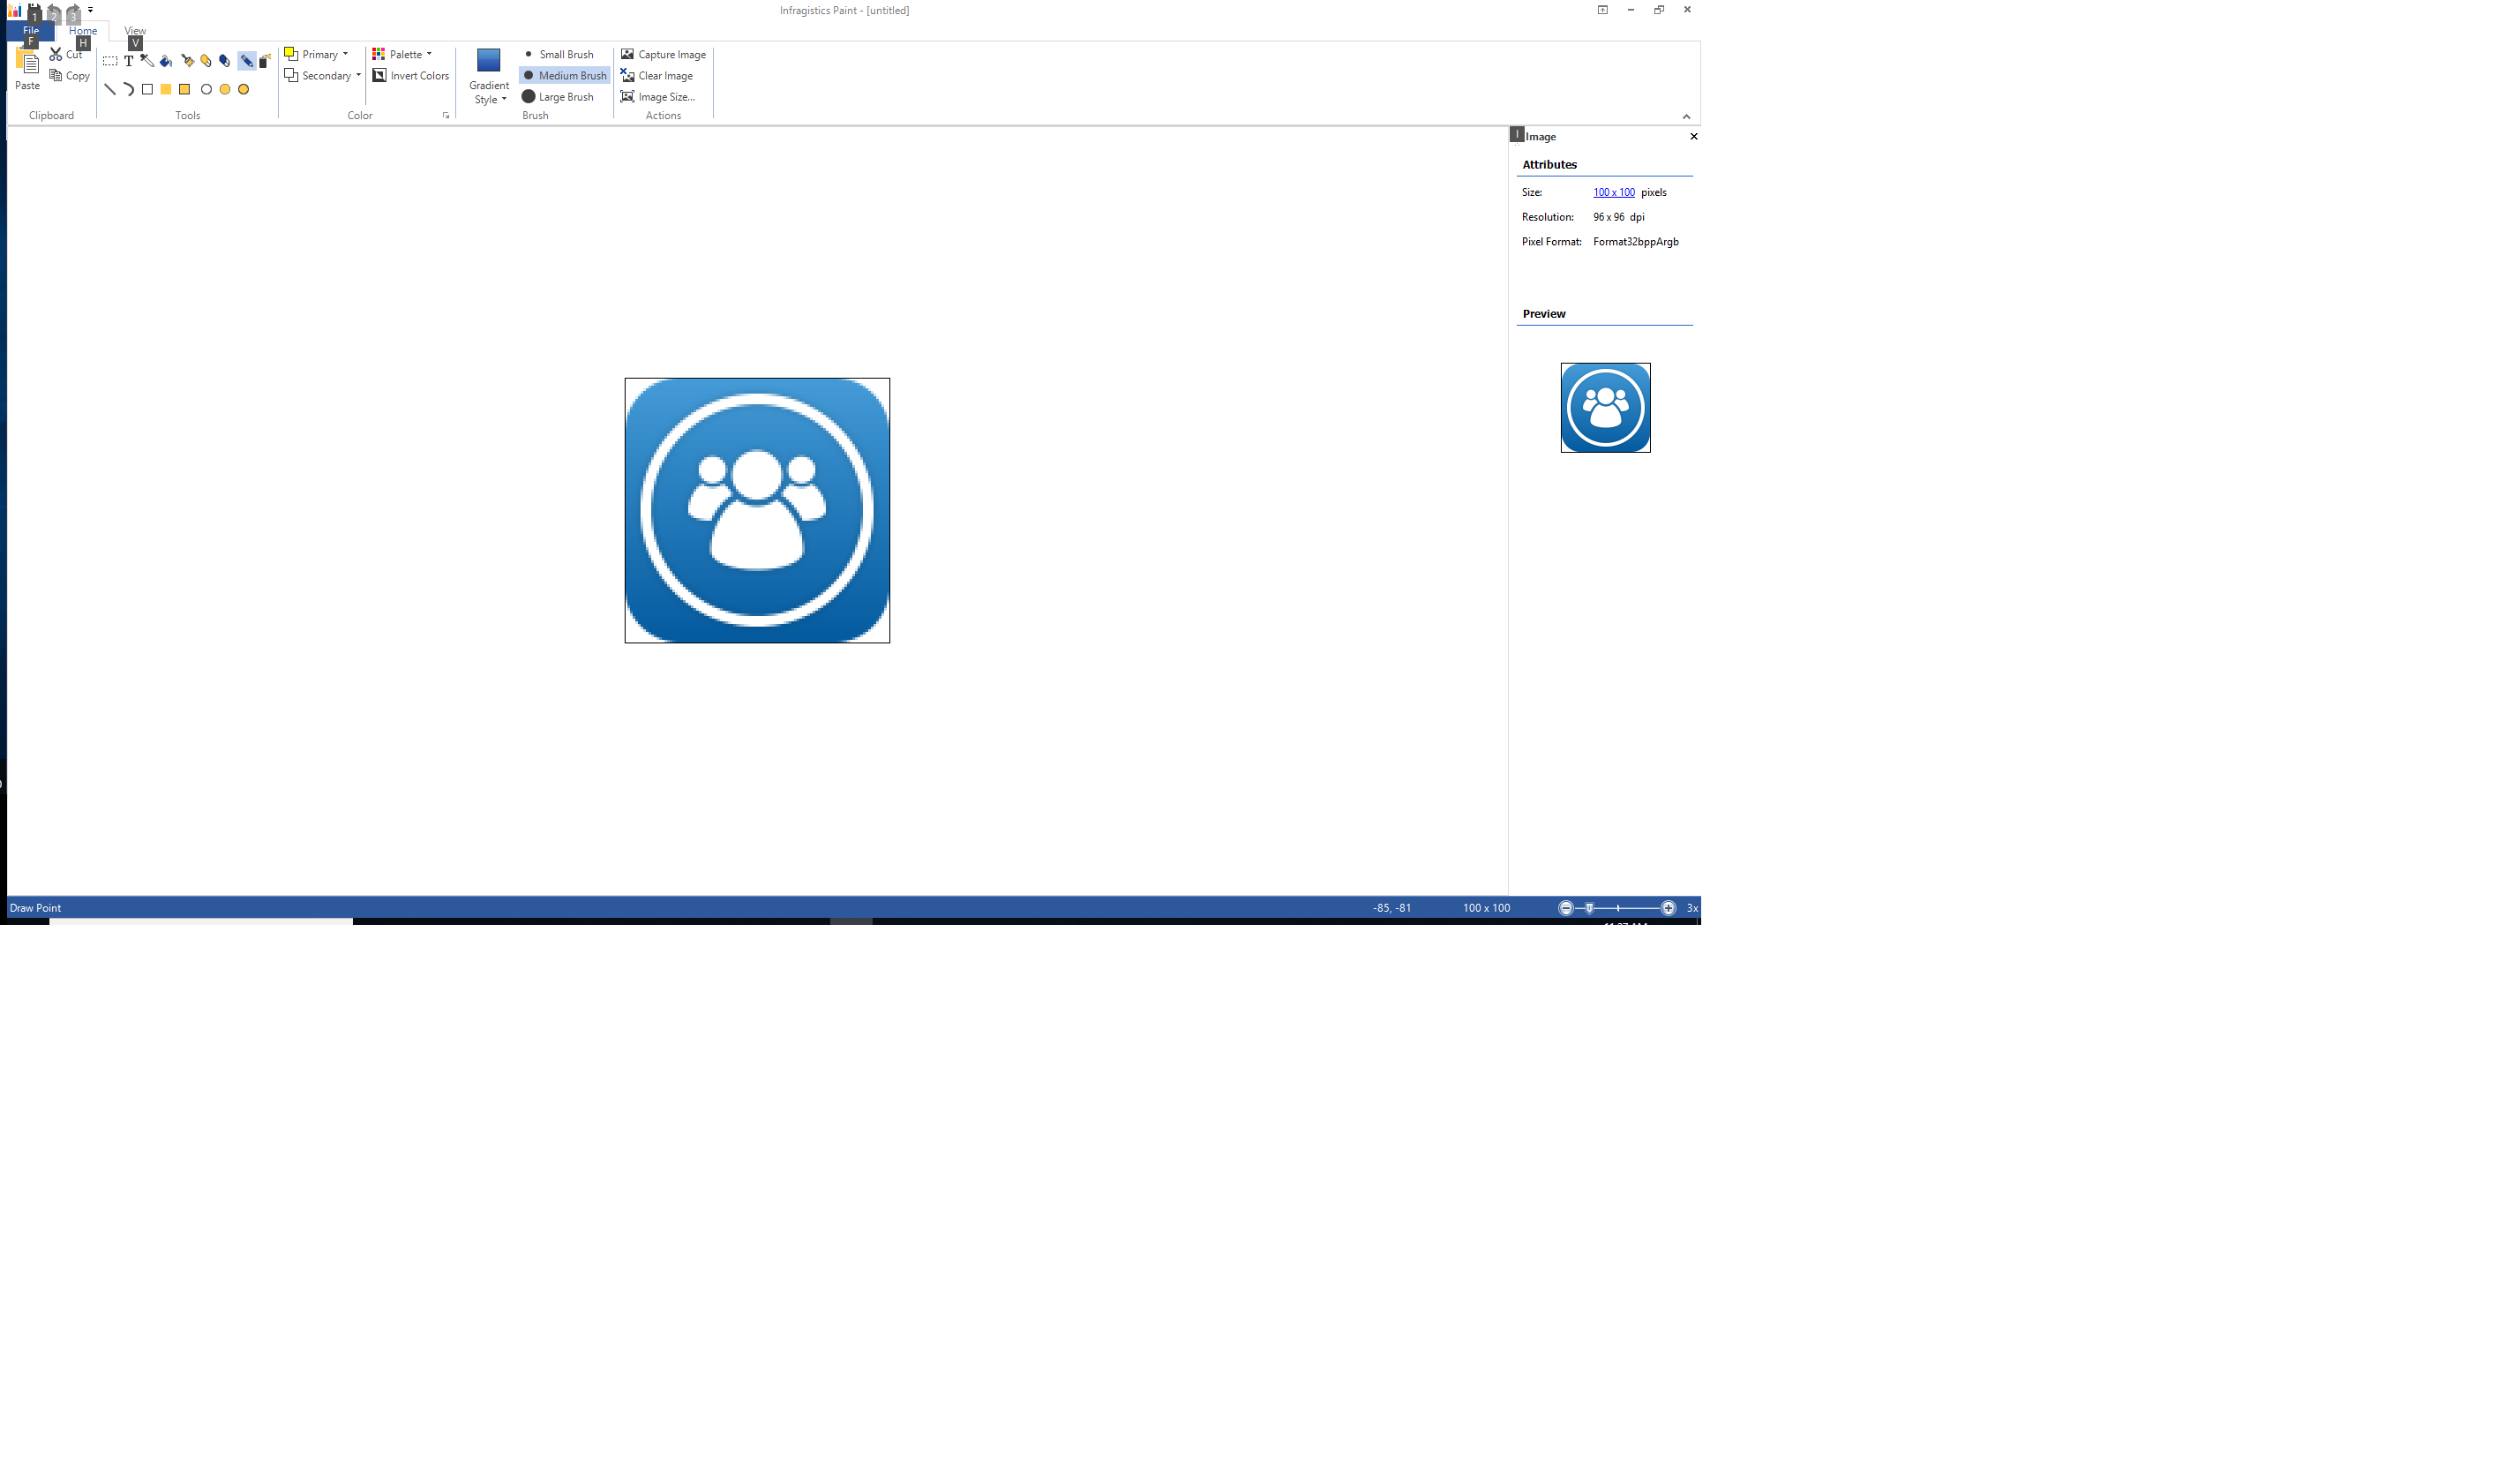 Infragistics Paint - [untitled]
1 2 3
File Home View
F H V
Cut Primary Palette Small Brush Capture Image
Copy Secondary Invert Colors Medium Brush Clear Image
Paste Gradient Style Large Brush Image Size...
Clipboard Tools Color Brush Actions
I Image
Attributes
Size: 100 x 100 pixels
Resolution: 96 x 96 dpi
Pixel Format: Format32bppArgb
Preview
Draw Point -85, -81 100 x 100 3x